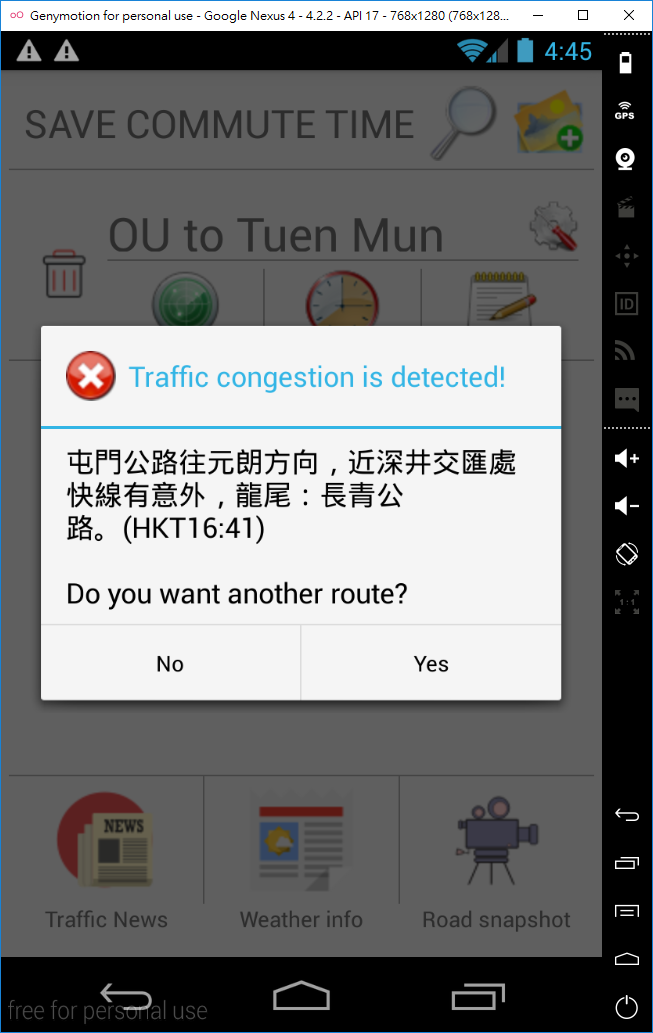 Genymotion for personal use - Google Nexus 4 - 4.2.2 - API 17 - 768x1280 (768x128...
4:45
GPS
SAVE COMMUTE TIME
OU to Tuen Mun
ID
Traffic congestion is detected!
屯門公路往元朗方向，近深井交匯處
快線有意外，龍尾：長青公
路。(HKT16:41)
Do you want another route?
1:1
No
Yes
NEWS
Traffic News
Weather info
Road snapshot
free for personal use